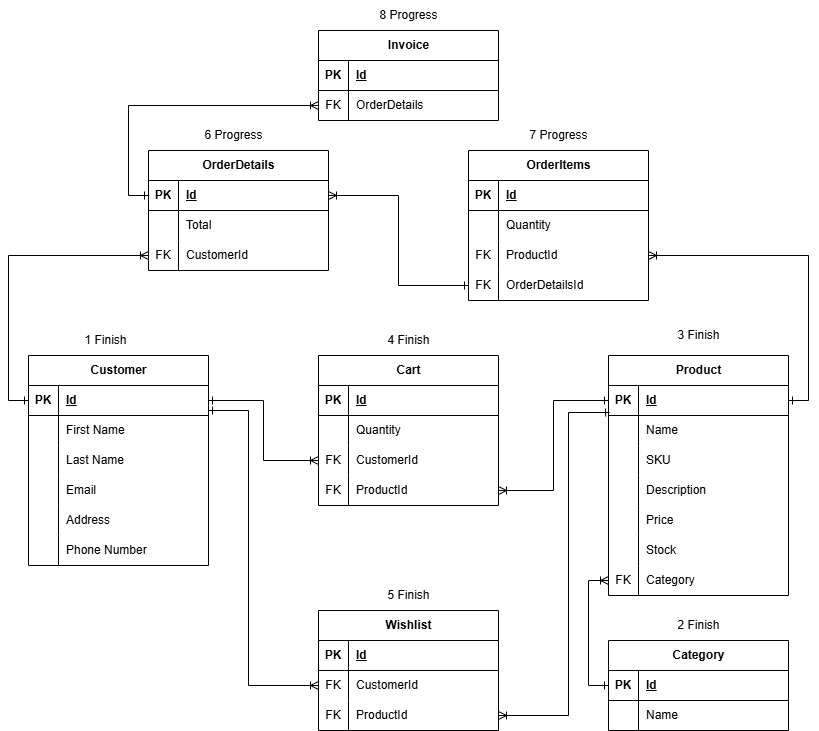 8 Progress
Invoice
PK Id
FK OrderDetails
6 Progress
OrderDetails
PK Id
Total
FK CustomerId
7 Progress
OrderItems
PK Id
Quantity
FK ProductId
FK OrderDetailsId
1 Finish
Customer
PK Id
First Name
Last Name
Email
Address
Phone Number
4 Finish
Cart
PK Id
Quantity
FK CustomerId
FK ProductId
3 Finish
Product
PK Id
Name
SKU
Description
Price
Stock
FK Category
5 Finish
Wishlist
PK Id
FK CustomerId
FK ProductId
2 Finish
Category
PK Id
Name